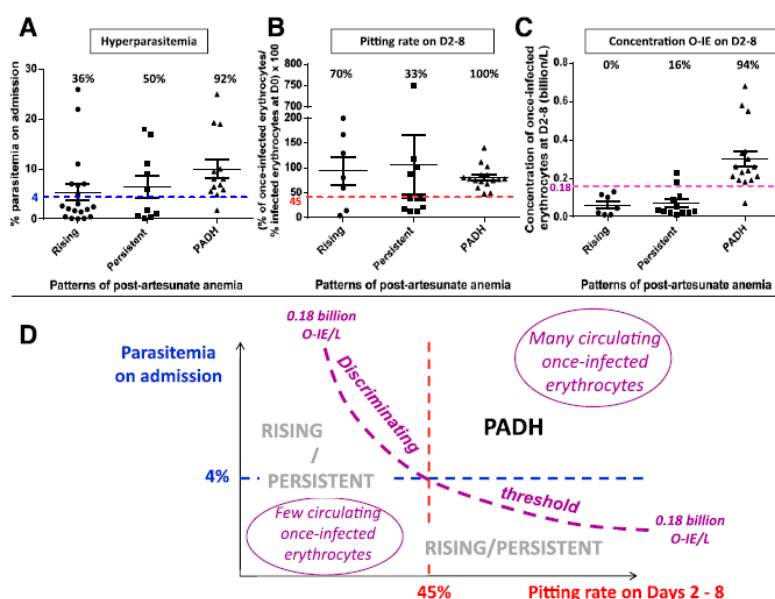 A
Hyperparasitemia
36% 50% 92%
% parasitemia on admission
30
20
10
4
0
Rising
Persistent
PADH
Patterns of post-artesunate anemia
B
Pitting rate on D2-8
70% 33% 100%
(% of once-infected erythrocytes/
% infected erythrocytes at D0) x 100
800
600
400
200
200
150
100
50
45
0
Rising
Persistent
PADH
Patterns of post-artesunate anemia
C
Concentration O-IE on D2-8
0% 16% 94%
Concentration of once-infected
erythrocytes at D2-8 (billion/L)
0.8
0.6
0.4
0.2
0.18
0.0
Rising
Persistent
PADH
Patterns of post-artesunate anemia
D
Parasitemia
on admission
0.18 billion
O-IE/L
Many circulating
once-infected
erythrocytes
Discriminating
RISING
/
PERSISTENT
PADH
4%
threshold
Few circulating
once-infected
erythrocytes
RISING/PERSISTENT
0.18 billion
O-IE/L
45%
Pitting rate on Days 2 - 8